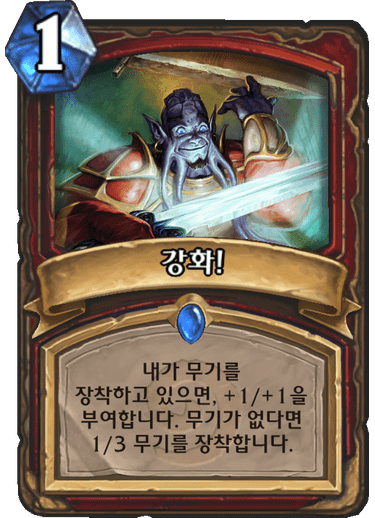 1
강화!
내가 무기를
장착하고 있으면, +1/+1을
부여합니다. 무기가 없다면
1/3 무기를 장착합니다.